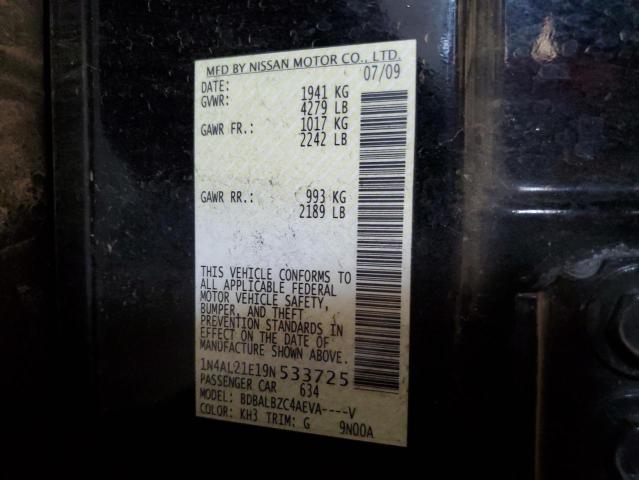 MFD BY NISSAN MOTOR CO., LTD.
DATE: 07/09
GVWR: 1941 KG
4279 LB
GAWR FR.: 1017 KG
2242 LB
GAWR RR.: 993 KG
2189 LB
THIS VEHICLE CONFORMS TO
ALL APPLICABLE FEDERAL
MOTOR VEHICLE SAFETY,
BUMPER, AND THEFT
PREVENTION STANDARDS IN
EFFECT ON THE DATE OF
MANUFACTURE SHOWN ABOVE.
1N4AL21E19N533725
PASSENGER CAR 634
MODEL: BDBALBZC4AEVA----V
COLOR: KH3 TRIM: G 9N00A